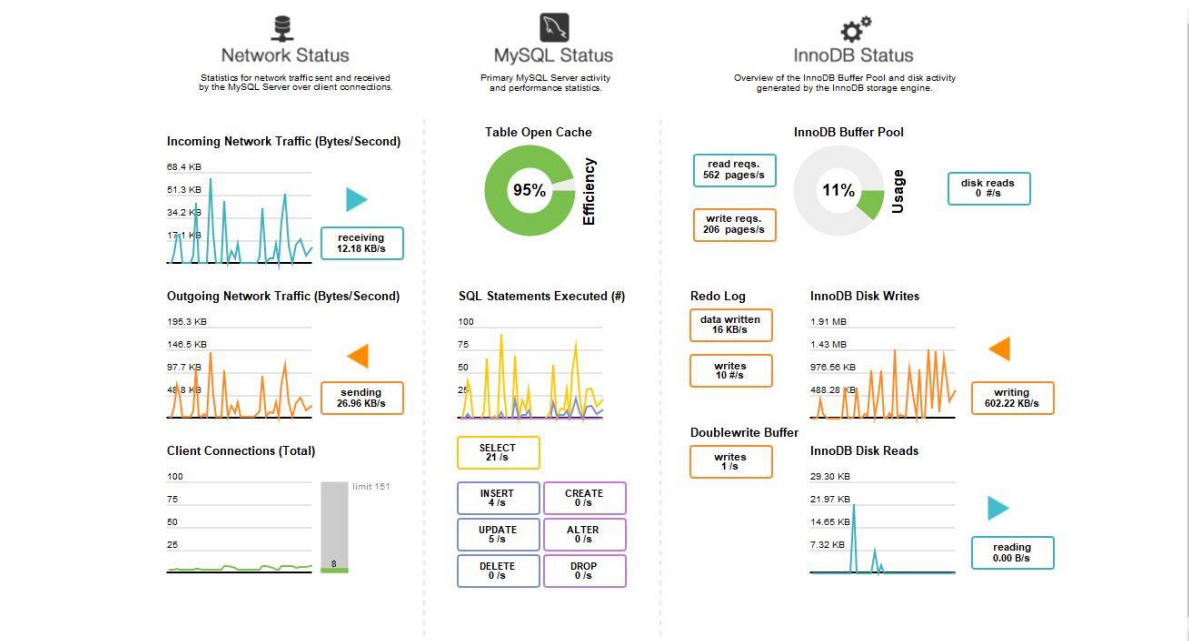 Network Status
Statistics for network traffic sent and received
by the MySQL Server over client connections.
Incoming Network Traffic (Bytes/Second)
68.4 KB
51.3 KB
34.2 KB
17.1 KB
receiving
12.18 KB/s
Outgoing Network Traffic (Bytes/Second)
195.3 KB
146.5 KB
97.7 KB
48.8 KB
sending
26.96 KB/s
Client Connections (Total)
100
75
50
25
limit 151
8
MySQL Status
Primary MySQL Server activity
and performance statistics.
Table Open Cache
95%
Efficiency
SQL Statements Executed (#)
100
75
50
25
SELECT
21 /s
INSERT
4 /s
CREATE
0 /s
UPDATE
5 /s
ALTER
0 /s
DELETE
0 /s
DROP
0 /s
InnoDB Status
Overview of the InnoDB Buffer Pool and disk activity
generated by the InnoDB storage engine.
InnoDB Buffer Pool
read reqs.
562 pages/s
write reqs.
206 pages/s
11%
Usage
disk reads
0 #/s
Redo Log
data written
16 KB/s
writes
10 #/s
Doublewrite Buffer
writes
1 /s
InnoDB Disk Writes
1.91 MB
1.43 MB
976.56 KB
488.28 KB
writing
602.22 KB/s
InnoDB Disk Reads
29.30 KB
21.97 KB
14.65 KB
7.32 KB
reading
0.00 B/s